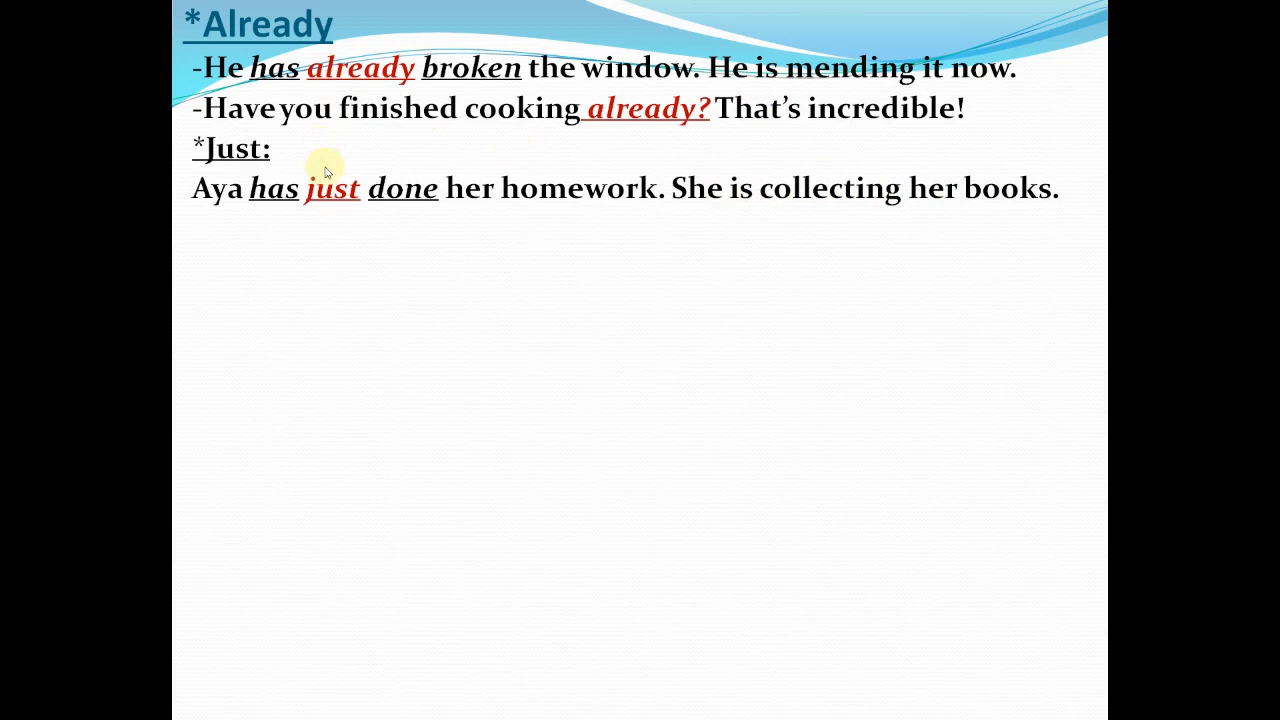 *Already
-He has already broken the window. He is mending it now.
-Have you finished cooking already? That’s incredible!
*Just:
Aya has just done her homework. She is collecting her books.